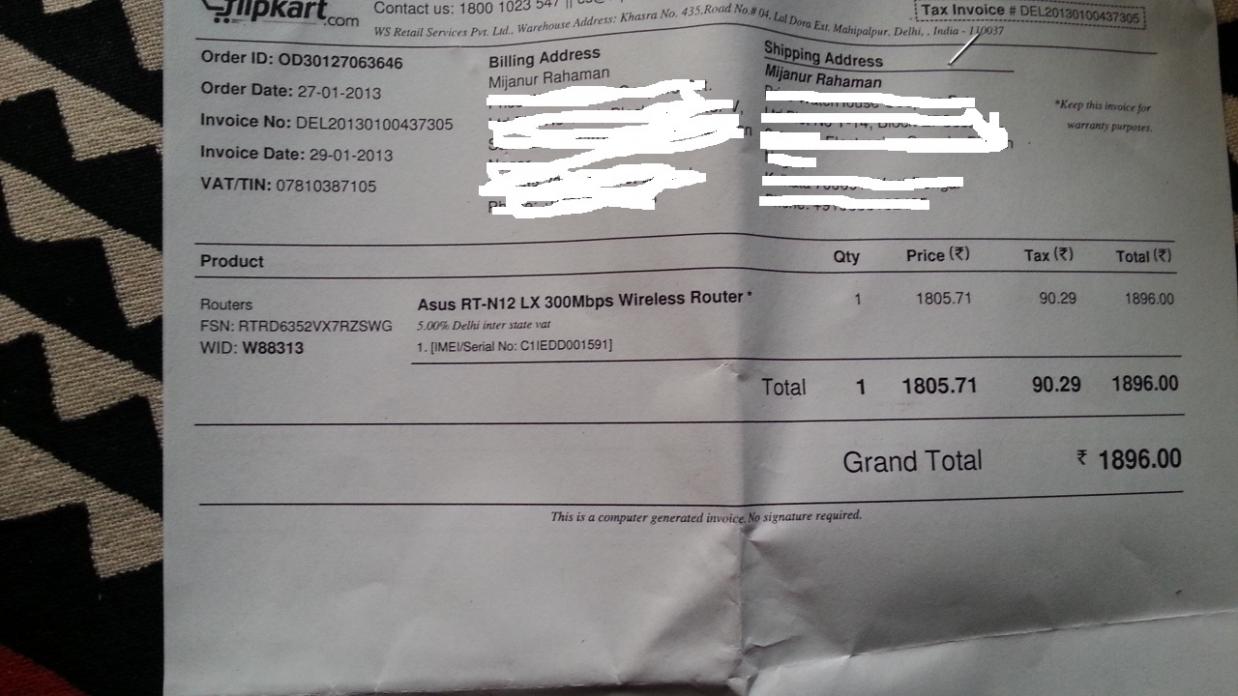 flipkart.com
Contact us: 1800 1023 547 ||
Tax Invoice # DEL20130100437305
WS Retail Services Pvt. Ltd., Warehouse Address: Khasra No. 435,Road No.# 04, Lal Dora Ext. Mahipalpur, Delhi, , India - 110037
Order ID: OD30127063646
Order Date: 27-01-2013
Invoice No: DEL20130100437305
Invoice Date: 29-01-2013
VAT/TIN: 07810387105
Billing Address
Mijanur Rahaman
Shipping Address
Mijanur Rahaman
*Keep this invoice for
warranty purposes.
Product Qty Price (₹) Tax (₹) Total (₹)
Routers
FSN: RTRD6352VX7RZSWG
WID: W88313
Asus RT-N12 LX 300Mbps Wireless Router * 1 1805.71 90.29 1896.00
5.00% Delhi inter state vat
1. [IMEI/Serial No: C1IEDD001591]
Total 1 1805.71 90.29 1896.00
Grand Total ₹ 1896.00
This is a computer generated invoice. No signature required.